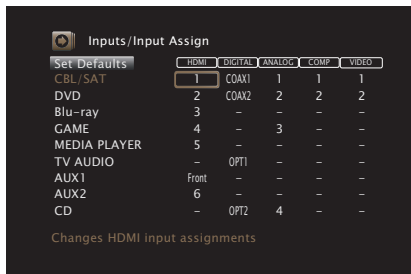 Inputs/Input Assign
Set Defaults HDMI DIGITAL ANALOG COMP VIDEO
CBL/SAT 1 COAX1 1 1 1
DVD 2 COAX2 2 2 2
Blu-ray 3 – – – –
GAME 4 – 3 – –
MEDIA PLAYER 5 – – – –
TV AUDIO – OPT1 – – –
AUX1 Front – – – –
AUX2 6 – – – –
CD – OPT2 4 – –
Changes HDMI input assignments